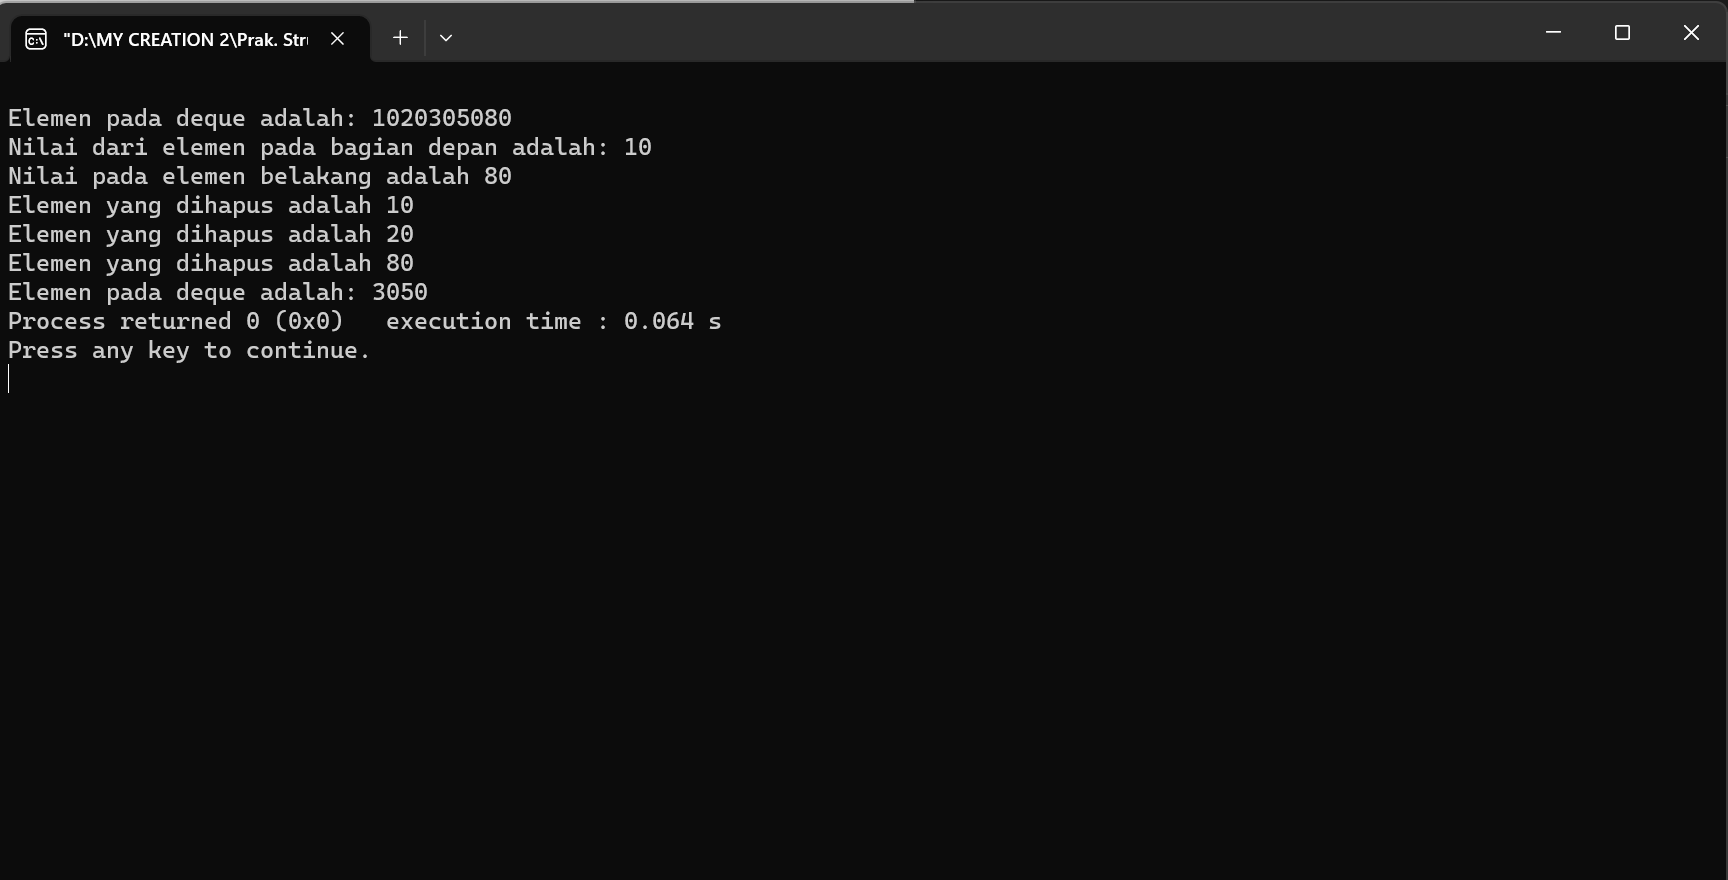 "D:\MY CREATION 2\Prak. Str
Elemen pada deque adalah: 1020305080
Nilai dari elemen pada bagian depan adalah: 10
Nilai pada elemen belakang adalah 80
Elemen yang dihapus adalah 10
Elemen yang dihapus adalah 20
Elemen yang dihapus adalah 80
Elemen pada deque adalah: 3050
Process returned 0 (0x0)   execution time : 0.064 s
Press any key to continue.